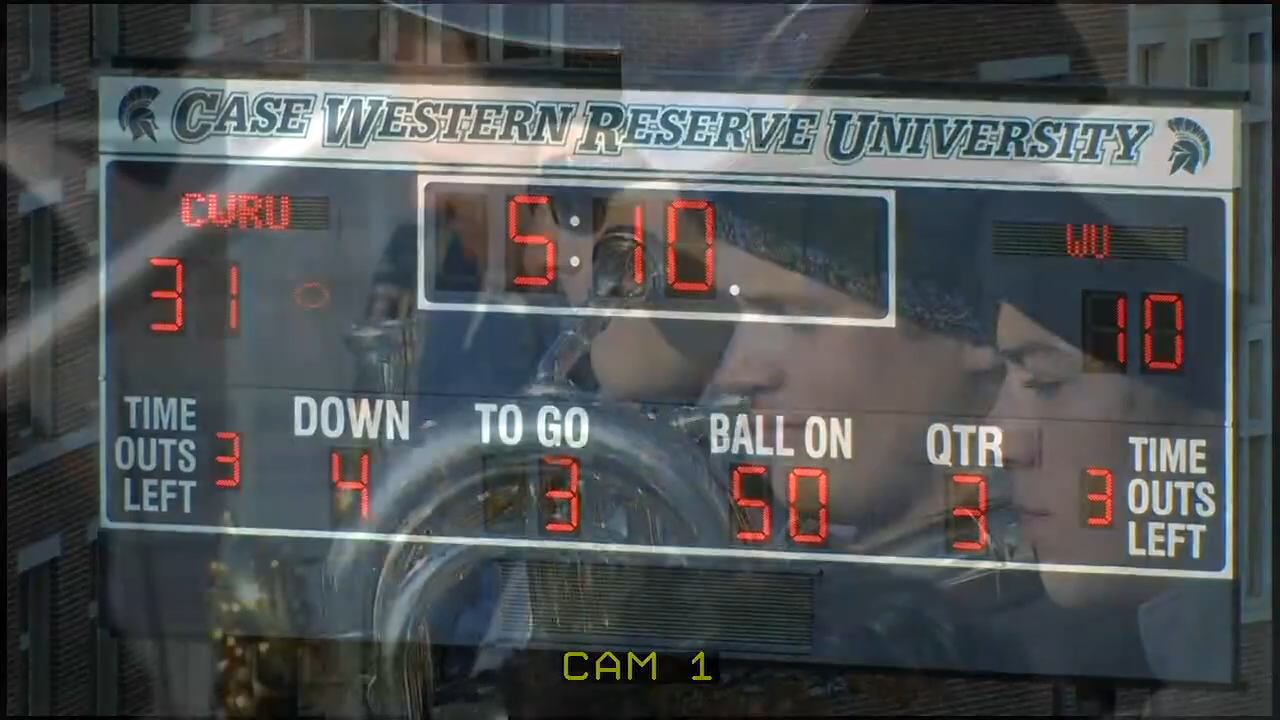 CASE WESTERN RESERVE UNIVERSITY
CWRU 5:10 WU
31 10
TIME OUTS LEFT 3
DOWN 4
TO GO 3
BALL ON 50
QTR 3
3 TIME OUTS LEFT
CAM 1